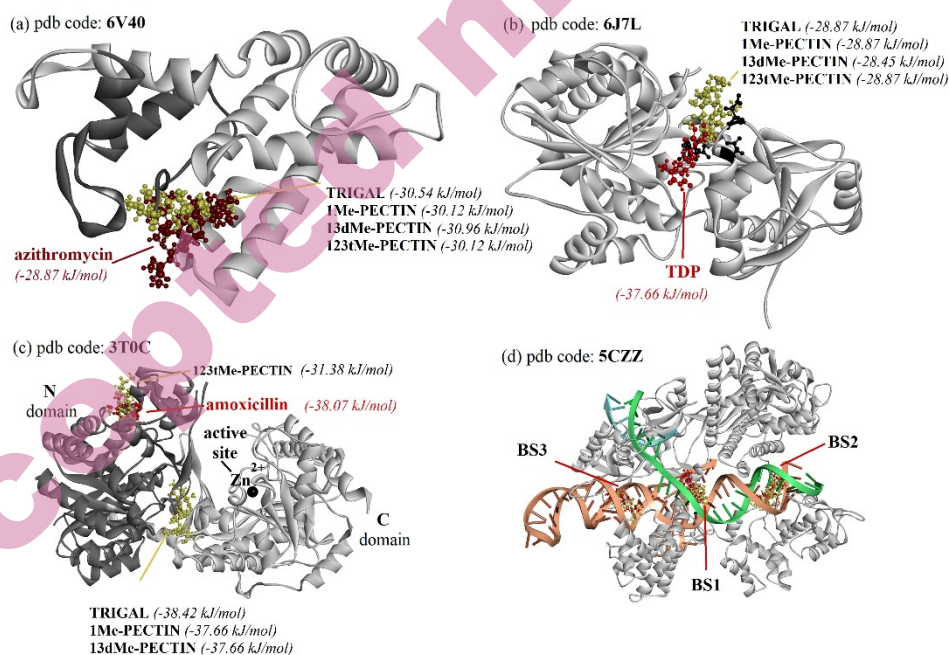 (a) pdb code: 6V40
TRIGAL (-30.54 kJ/mol)
1Me-PECTIN (-30.12 kJ/mol)
13dMe-PECTIN (-30.96 kJ/mol)
123tMe-PECTIN (-30.12 kJ/mol)
azithromycin
(-28.87 kJ/mol)
(b) pdb code: 6J7L
TRIGAL (-28.87 kJ/mol)
1Me-PECTIN (-28.87 kJ/mol)
13dMe-PECTIN (-28.45 kJ/mol)
123tMe-PECTIN (-28.87 kJ/mol)
TDP
(-37.66 kJ/mol)
(c) pdb code: 3T0C
123tMe-PECTIN (-31.38 kJ/mol)
N
domain
amoxicillin (-38.07 kJ/mol)
active
site
Zn2+
C
domain
TRIGAL (-38.42 kJ/mol)
1Me-PECTIN (-37.66 kJ/mol)
13dMe-PECTIN (-37.66 kJ/mol)
(d) pdb code: 5CZZ
BS3
BS2
BS1
cepted m